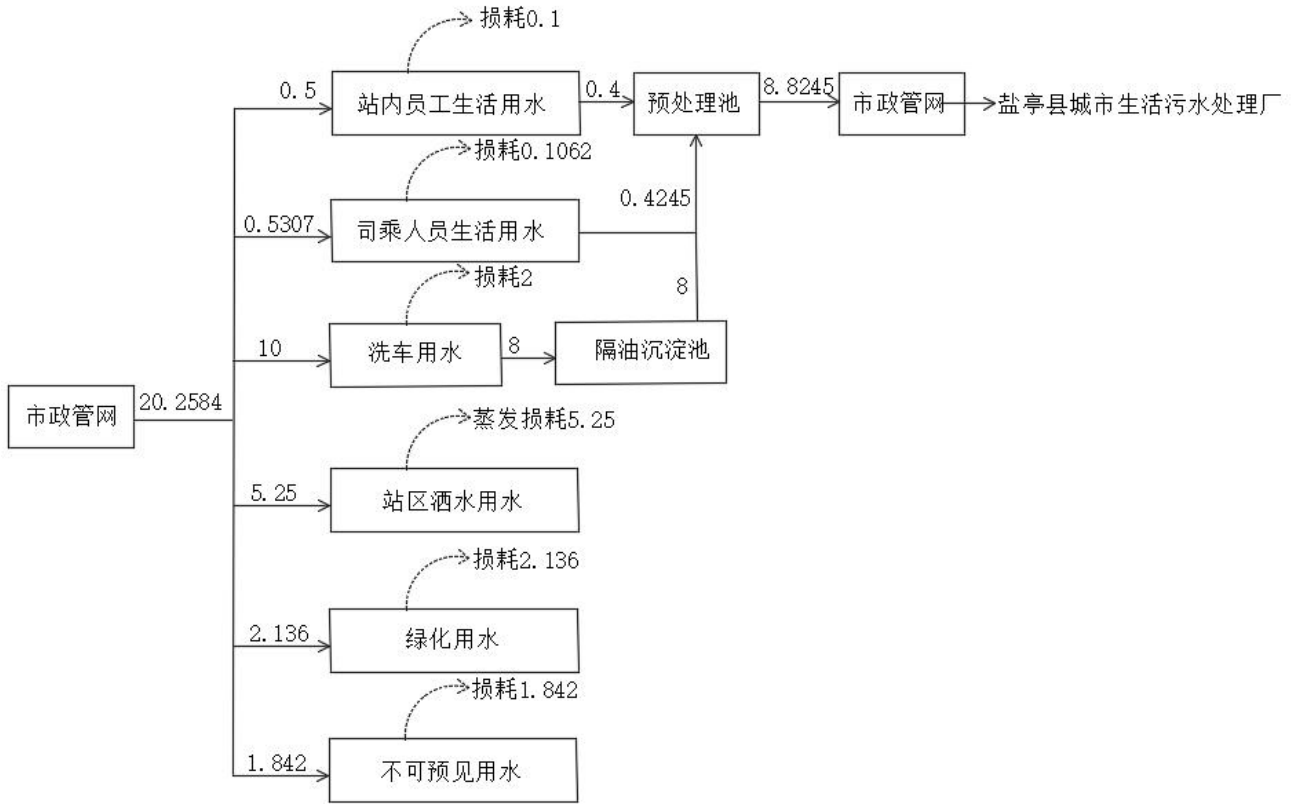 损耗0.1
0.5
站内员工生活用水
0.4
预处理池
8.8245
市政管网
盐亭县城市生活污水处理厂
损耗0.1062
0.5307
司乘人员生活用水
0.4245
损耗2
8
10
洗车用水
8
隔油沉淀池
市政管网
20.2584
蒸发损耗5.25
5.25
站区洒水用水
损耗2.136
2.136
绿化用水
损耗1.842
1.842
不可预见用水